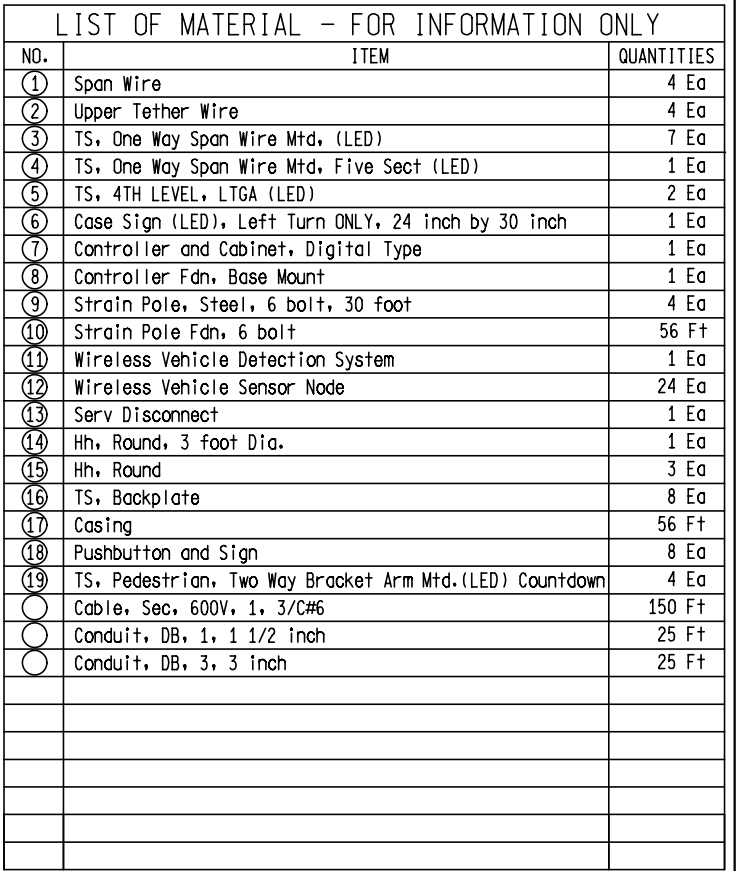 LIST OF MATERIAL - FOR INFORMATION ONLY
NO. ITEM QUANTITIES
1 Span Wire 4 Ea
2 Upper Tether Wire 4 Ea
3 TS, One Way Span Wire Mtd, (LED) 7 Ea
4 TS, One Way Span Wire Mtd, Five Sect (LED) 1 Ea
5 TS, 4TH LEVEL, LTGA (LED) 2 Ea
6 Case Sign (LED), Left Turn ONLY, 24 inch by 30 inch 1 Ea
7 Controller and Cabinet, Digital Type 1 Ea
8 Controller Fdn, Base Mount 1 Ea
9 Strain Pole, Steel, 6 bolt, 30 foot 4 Ea
10 Strain Pole Fdn, 6 bolt 56 Ft
11 Wireless Vehicle Detection System 1 Ea
12 Wireless Vehicle Sensor Node 24 Ea
13 Serv Disconnect 1 Ea
14 Hh, Round, 3 foot Dia. 1 Ea
15 Hh, Round 3 Ea
16 TS, Backplate 8 Ea
17 Casing 56 Ft
18 Pushbutton and Sign 8 Ea
19 TS, Pedestrian, Two Way Bracket Arm Mtd.(LED) Countdown 4 Ea
Cable, Sec, 600V, 1, 3/C#6 150 Ft
Conduit, DB, 1, 1 1/2 inch 25 Ft
Conduit, DB, 3, 3 inch 25 Ft